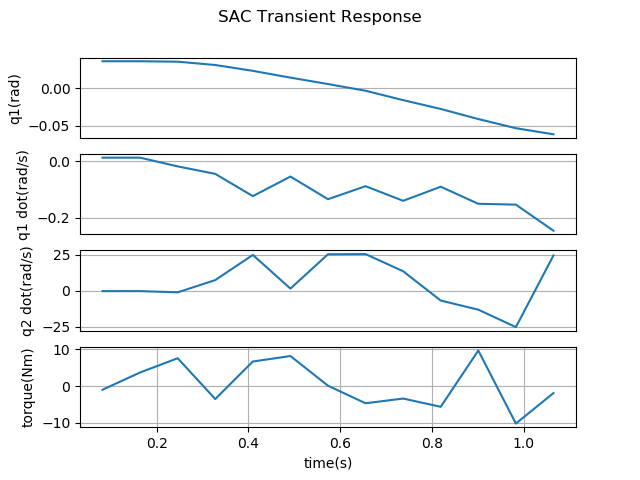 SAC Transient Response
q1(rad)
0.00
−0.05
q1 dot(rad/s)
0.0
−0.2
q2 dot(rad/s)
25
0
−25
torque(Nm)
10
0
−10
0.2 0.4 0.6 0.8 1.0
time(s)